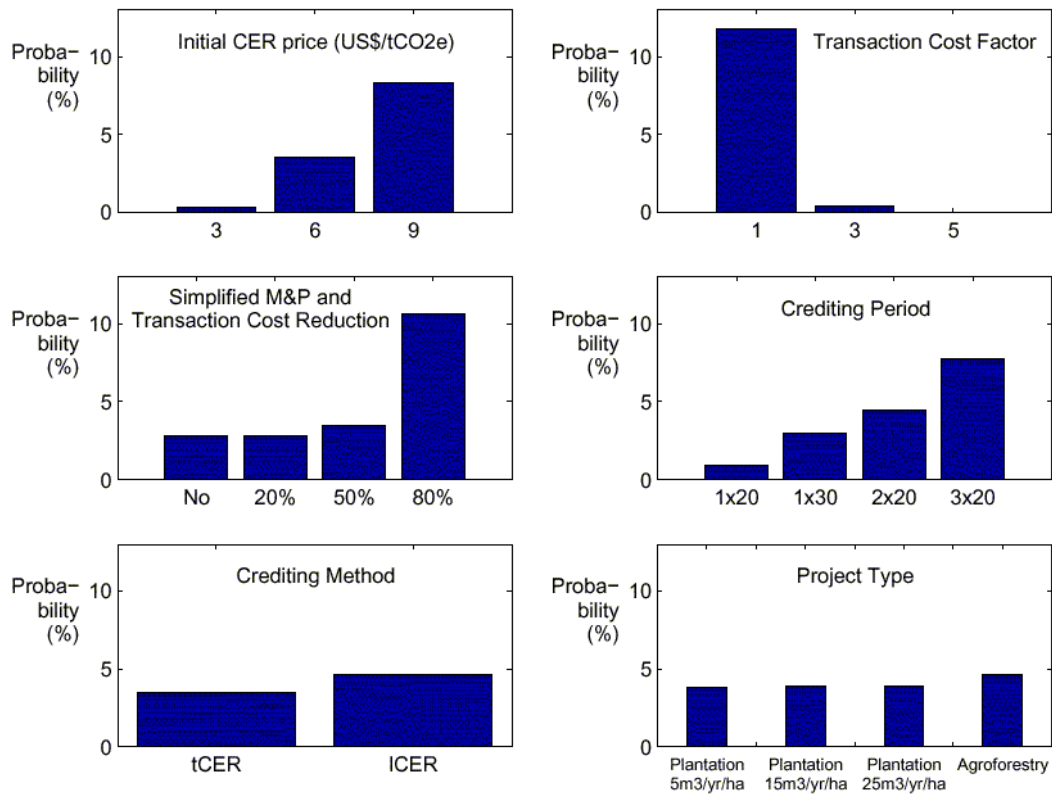 Initial CER price (US$/tCO2e)
Proba-
bility
(%)
10
5
0
3 6 9
Transaction Cost Factor
Proba-
bility
(%)
10
5
0
1 3 5
Simplified M&P and
Transaction Cost Reduction
Proba-
bility
(%)
10
5
0
No 20% 50% 80%
Crediting Period
Proba-
bility
(%)
10
5
0
1x20 1x30 2x20 3x20
Crediting Method
Proba-
bility
(%)
10
5
0
tCER lCER
Project Type
Proba-
bility
(%)
10
5
0
Plantation Plantation Plantation Agroforestry
5m3/yr/ha 15m3/yr/ha 25m3/yr/ha